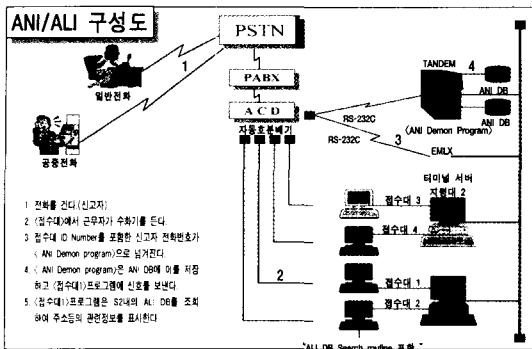 ANI/ALI 구성도
PSTN
1
일반전화
PABX
공중전화
A C D
자동호분배기
RS-232C
RS-232C
3
TANDEM
4
ANI DB
ANI DB
(ANI Demon Program)
EMLX
터미널 서버
지령대 2
접수대 3
접수대 4
2
접수대 1
접수대 2
1 전화를 건다.(신고자)
2. (접수대)에서 근무자가 수화기를 든다.
3 접수대 ID Number를 포함한 신고자 전화번호가
< ANI Demon program)으로 넘겨진다.
4. < ANI Demon program)은 ANI DB에 이를 저장
하고 (접수대1)프로그램에 신호를 보낸다.
5. (접수대1)프로그램은 S2내의 ALI DB를 조회
하여 주소등의 관련정보를 표시한다
"ALI DB Search routine 포함"